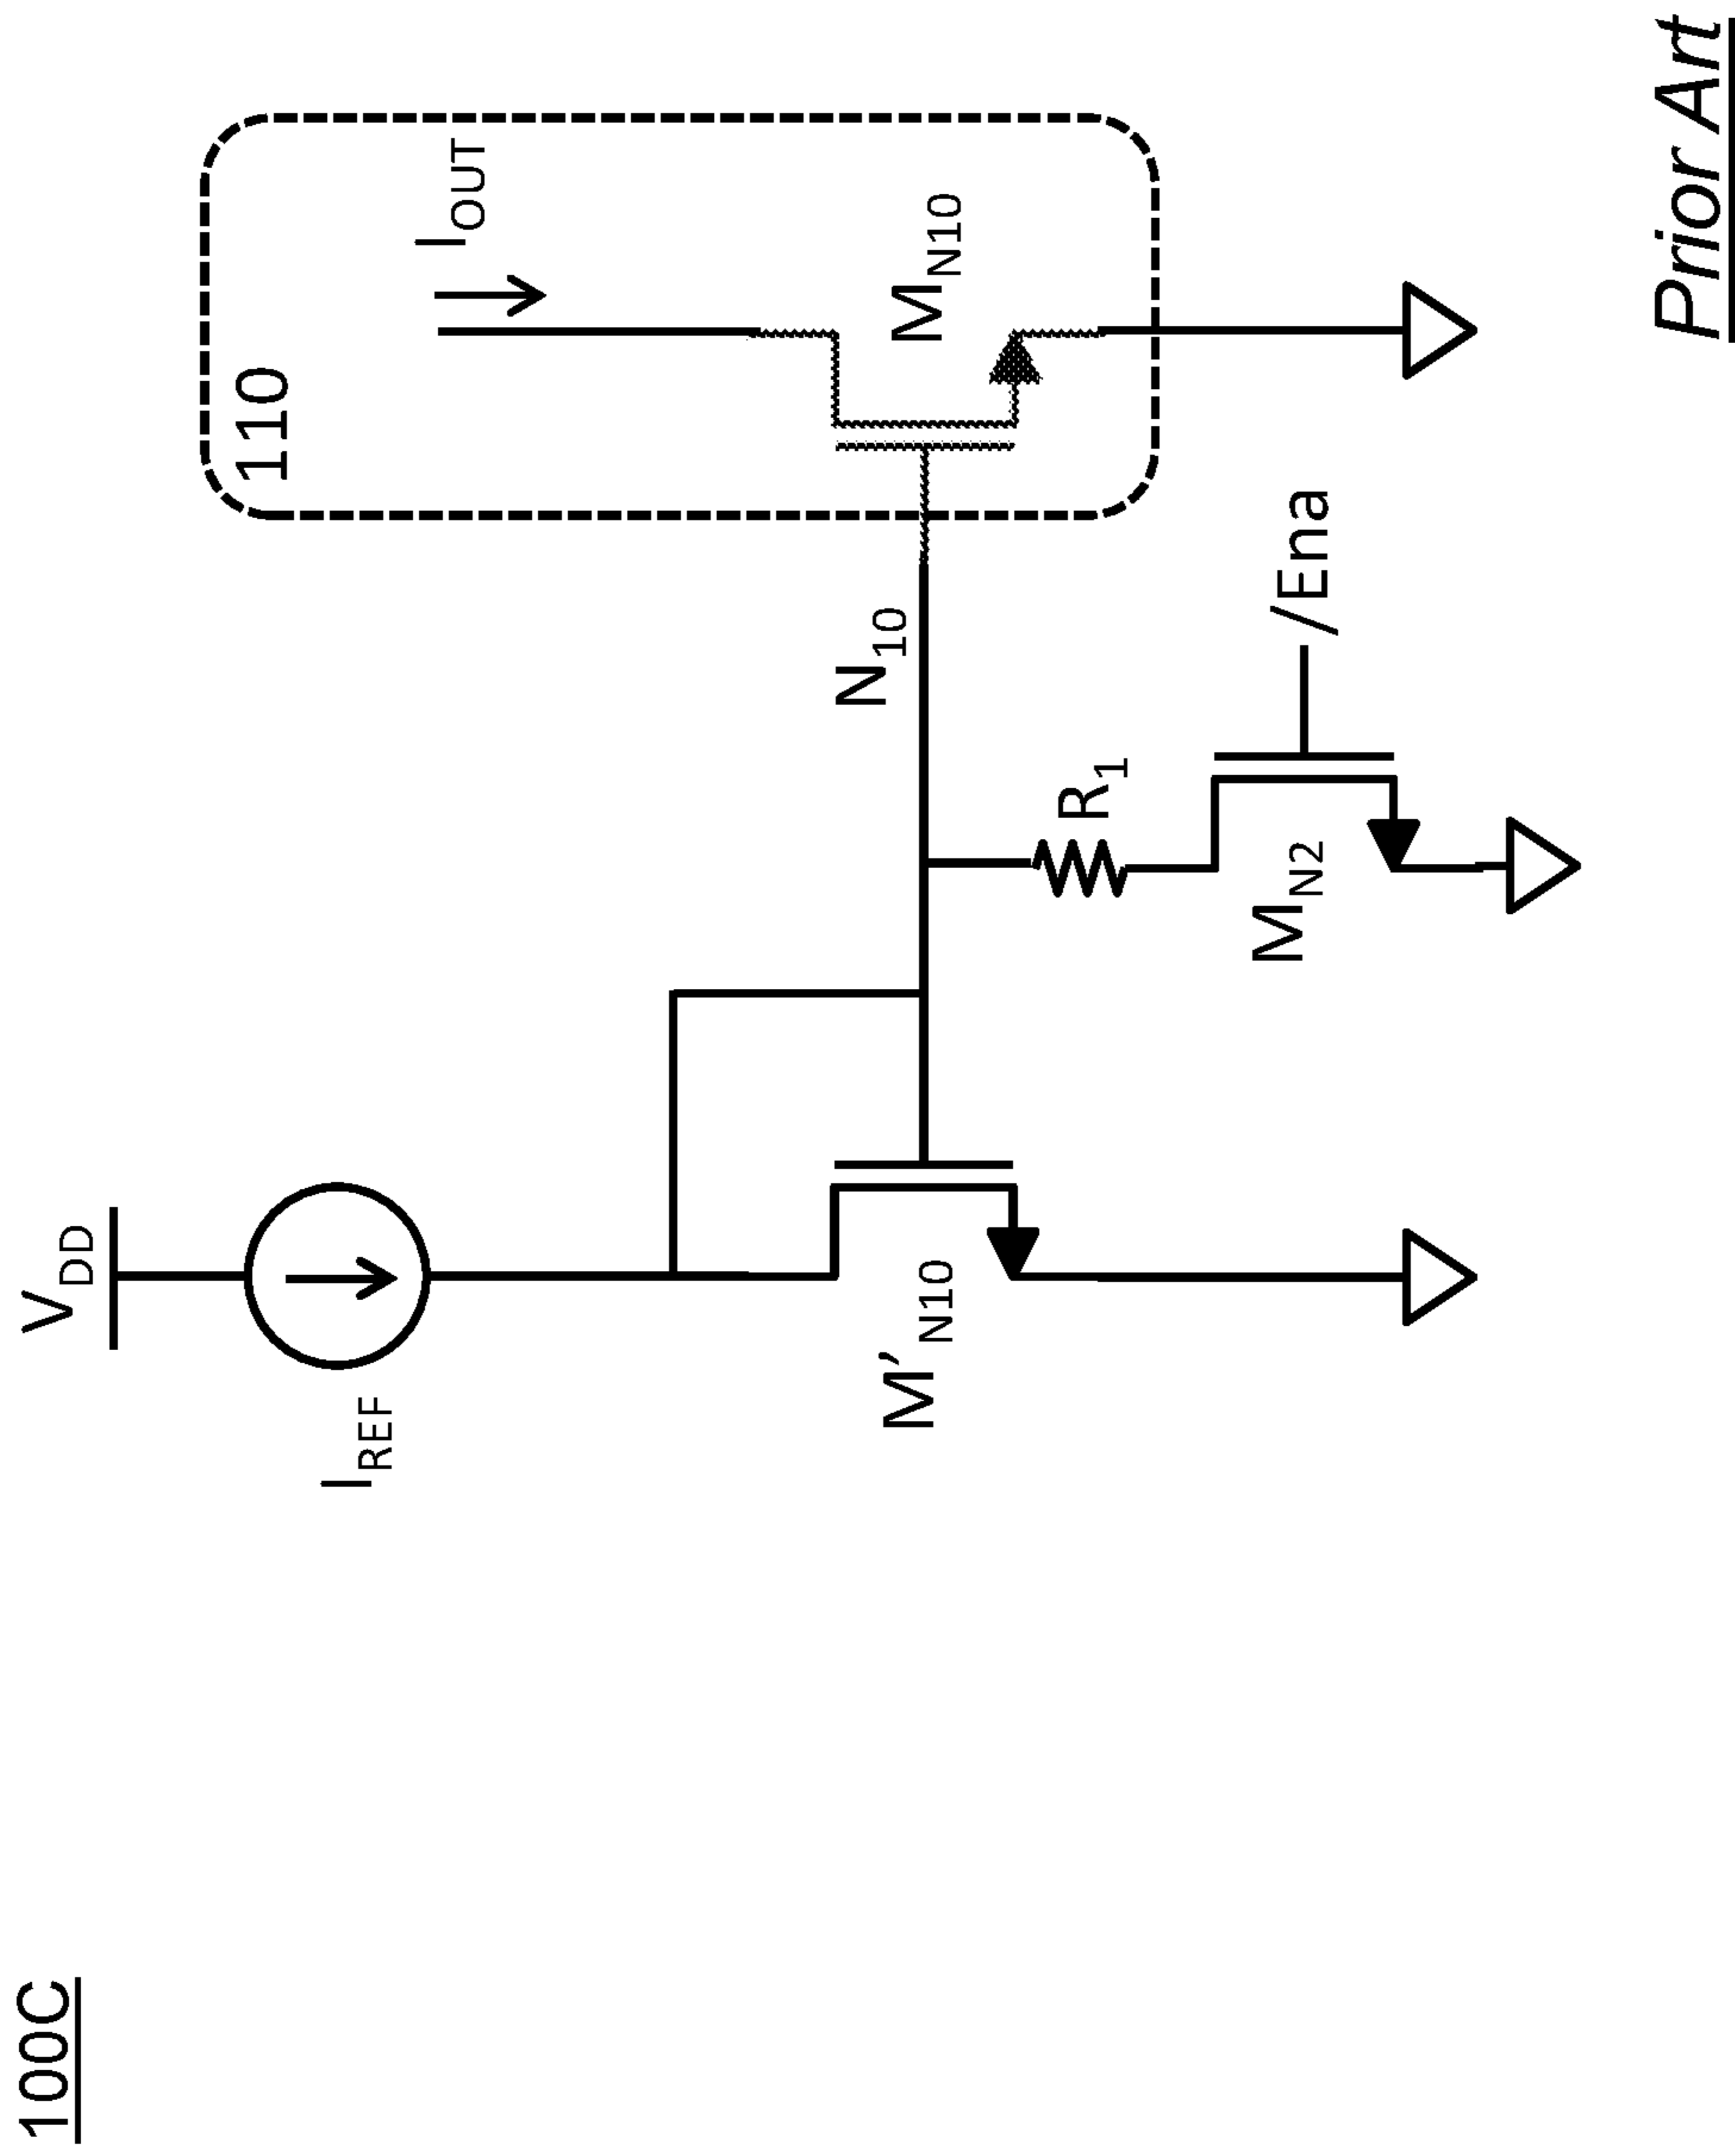 100C
V_DD
I_REF
110
I_OUT
M_N10
N_10
M'_N10
R_1
M_N2
/Ena
Prior Art